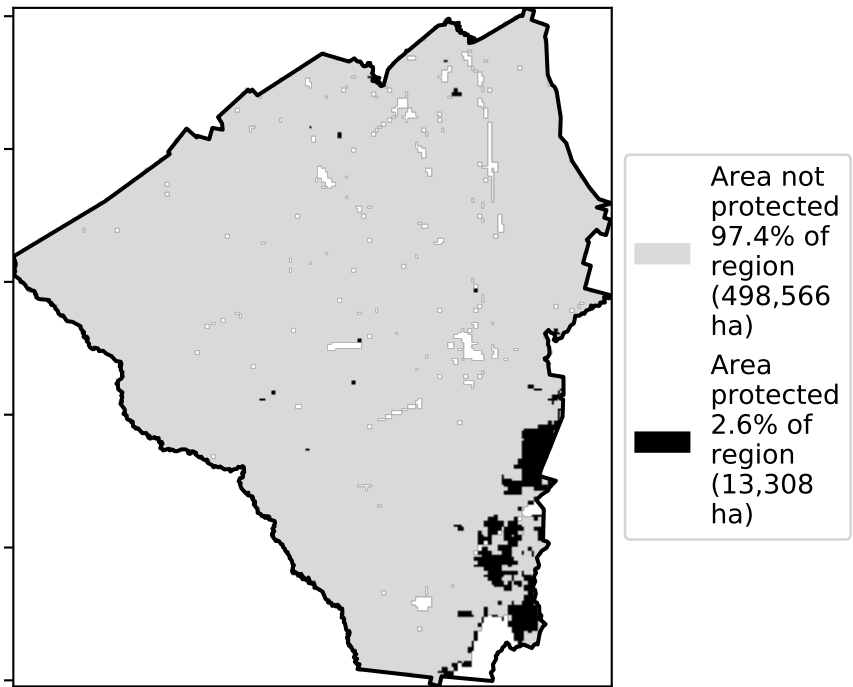 Area not
protected
97.4% of
region
(498,566
ha)
Area
protected
2.6% of
region
(13,308
ha)